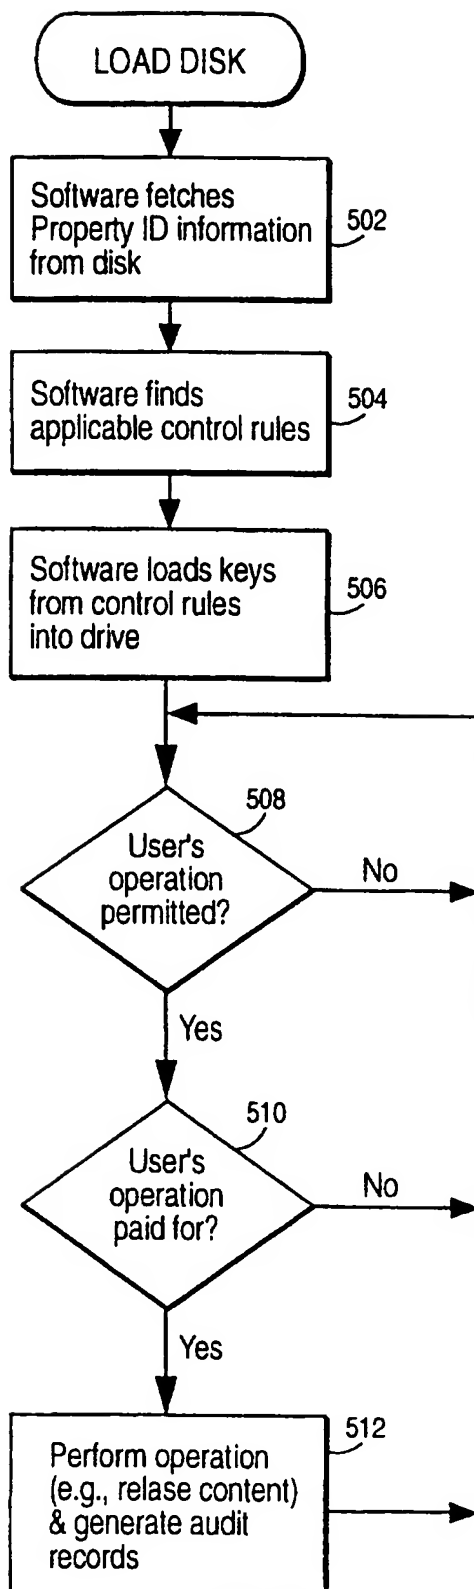 LOAD DISK
Software fetches
Property ID information
from disk
502
Software finds
applicable control rules
504
Software loads keys
from control rules
into drive
506
508
User's
operation
permitted?
No
Yes
510
User's
operation
paid for?
No
Yes
512
Perform operation
(e.g., relase content)
& generate audit
records